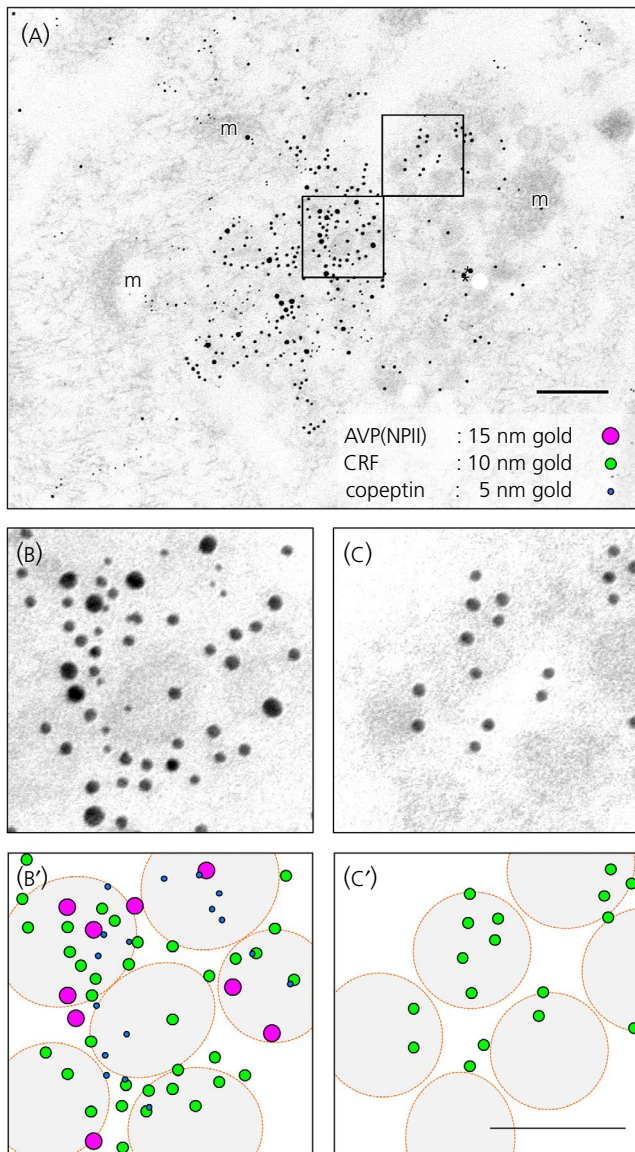 (A)
m
m
m
*
*
AVP(NPII) : 15 nm gold
CRF : 10 nm gold
copeptin : 5 nm gold
(B)
(C)
(B′)
(C′)